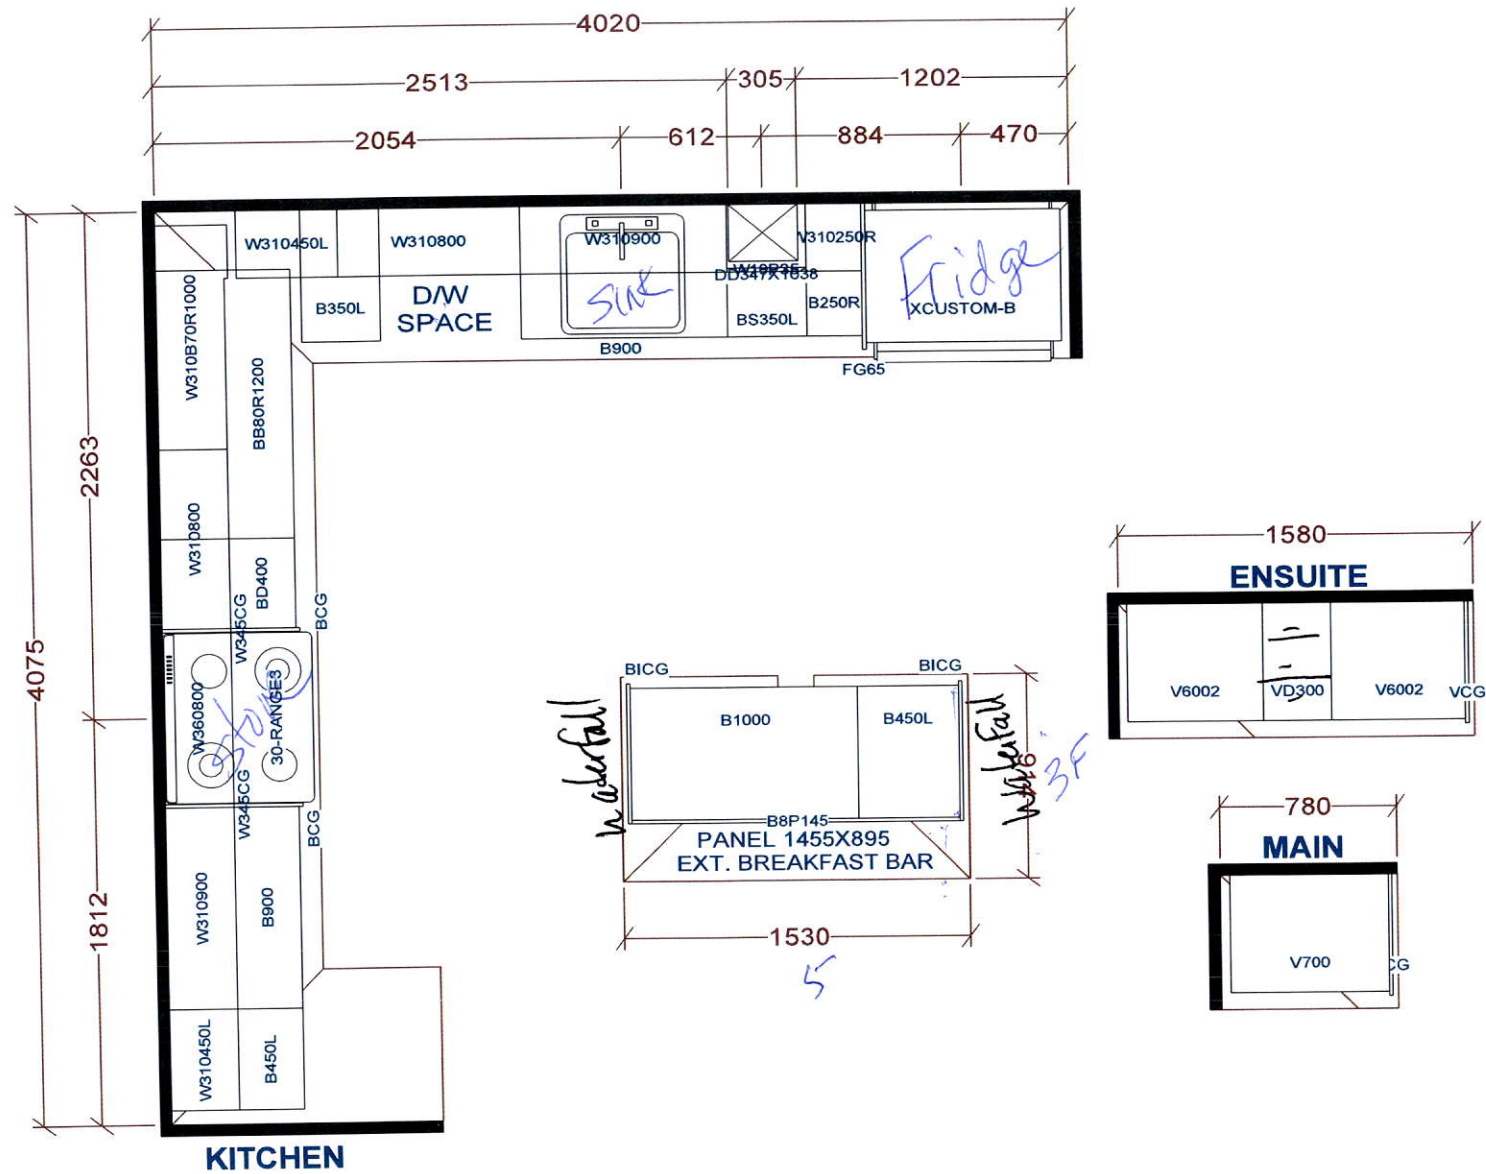 4020
2513 305 1202
2054 612 884 470
W310450L W310800 W310900 W310250R
DD347X1038
Fridge
B350L
D/W
SPACE
sink
BS350L B250R XCUSTOM-B
B900
FG65
4075
2263
1812
W310B70R1000
BB80R1200
W310800
BD400
W345CG
BCG
W360800
stove
30-RANGE3
W345CG
BCG
W310900
B900
W310450L
B450L
KITCHEN
BICG BICG
waterfall
B1000 B450L
waterfall
914
3F
B8P145
PANEL 1455X895
EXT. BREAKFAST BAR
1530
5
1580
ENSUITE
V6002 VD300 V6002 VCG
780
MAIN
V700 CG